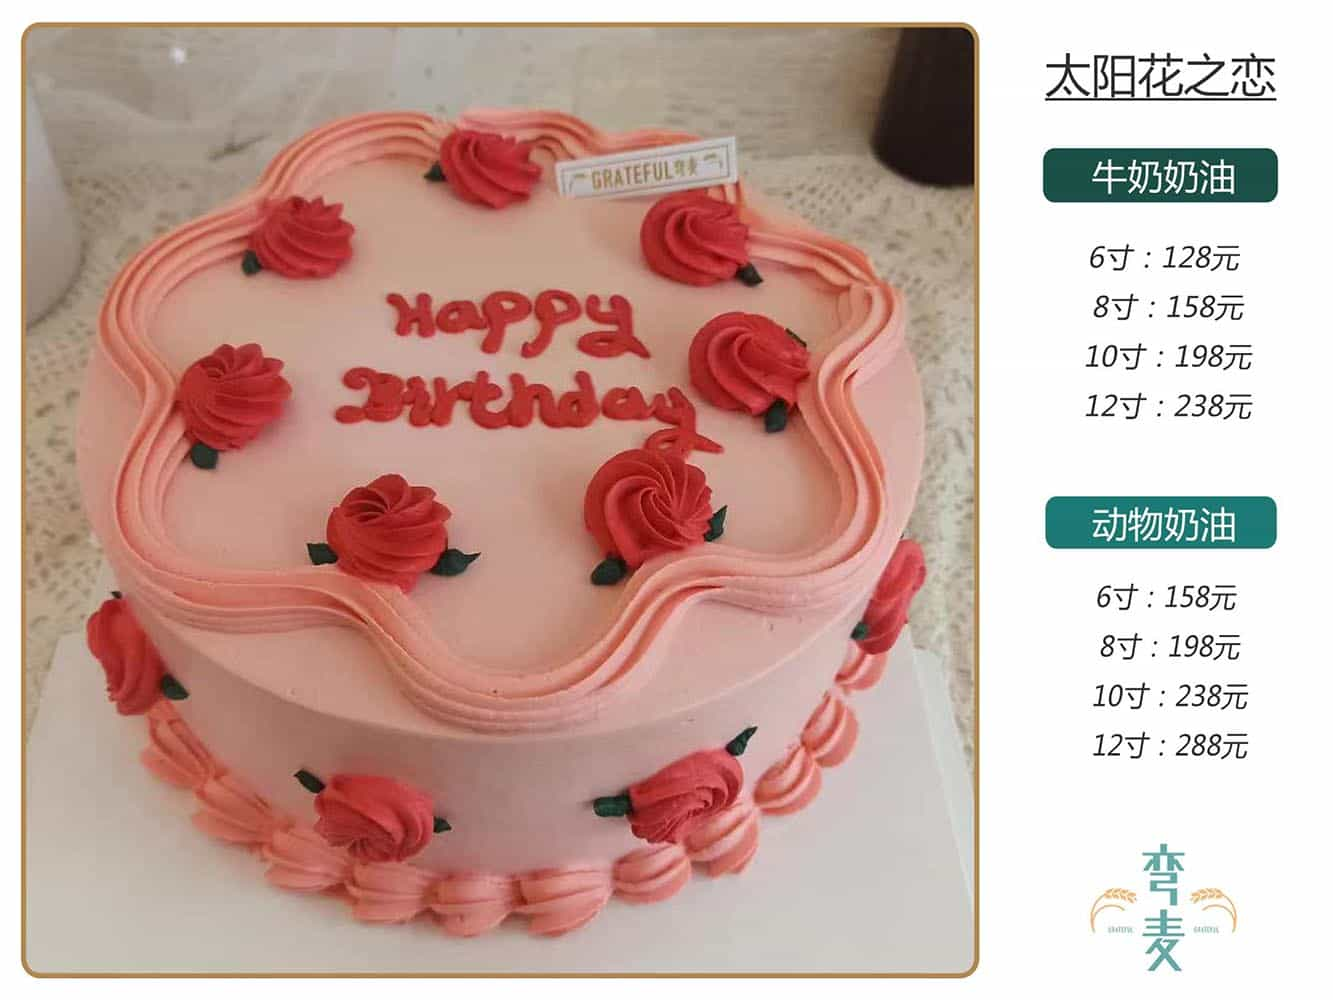 GRATEFUL弯麦
Happy
Birthday
太阳花之恋
牛奶奶油
6寸：128元
8寸：158元
10寸：198元
12寸：238元
动物奶油
6寸：158元
8寸：198元
10寸：238元
12寸：288元
弯麦
GRATEFUL GRATEFUL